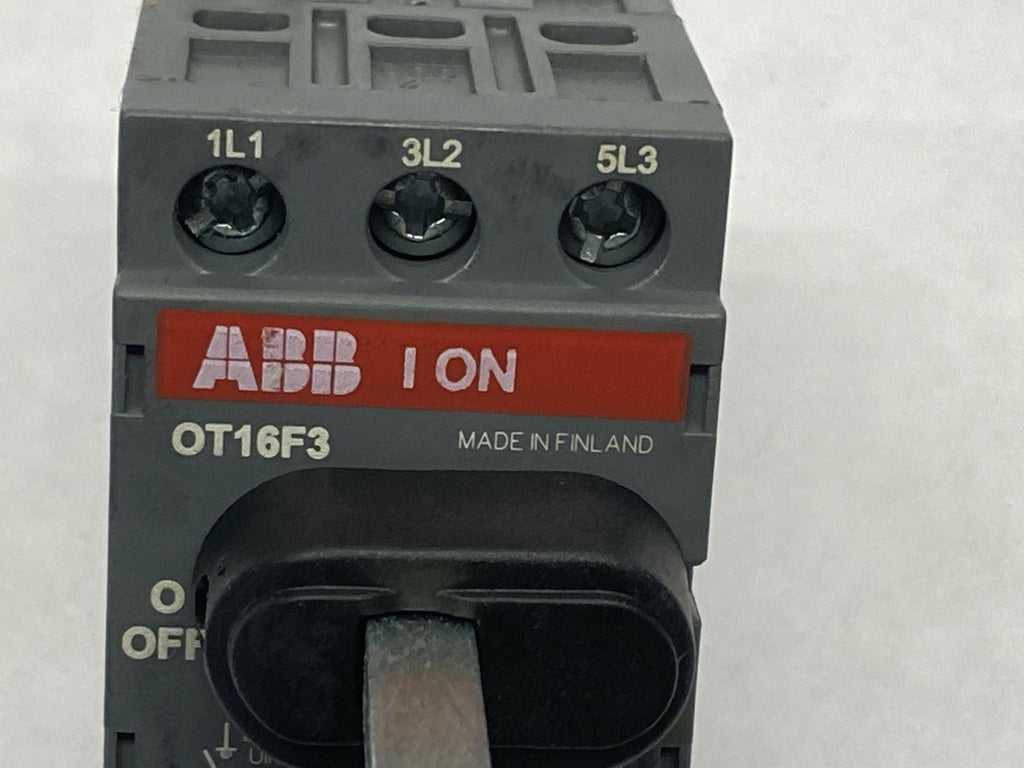 1L1 3L2 5L3
ABB I ON
OT16F3 MADE IN FINLAND
O
OFF